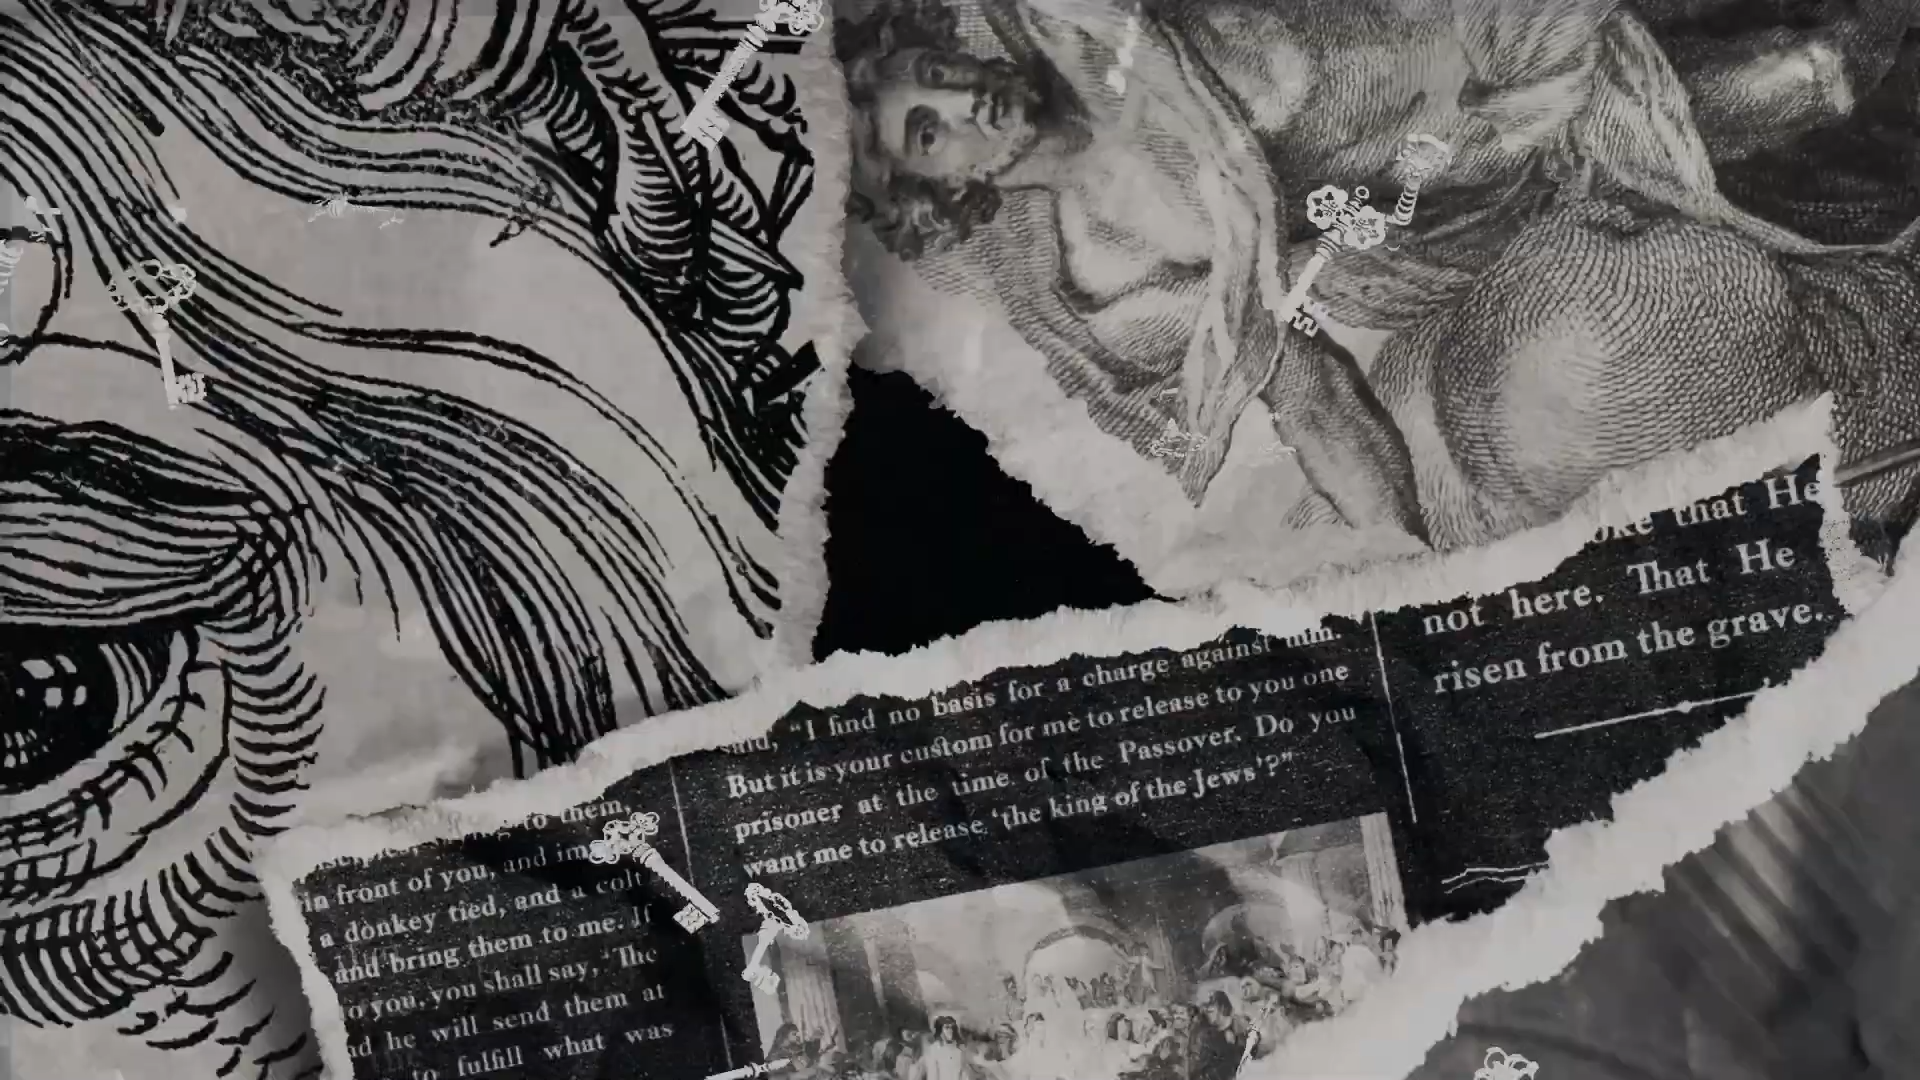 to them,
in front of you, and
a donkey tied, and a colt
and bring them to me. If
to you, you shall say, 'The
and he will send them at
to fulfill what was
said, "I find no basis for a charge against him.
But it is your custom for me to release to you one
prisoner at the time of the Passover. Do you
want me to release 'the king of the Jews'?"
that He
not here. That He
risen from the grave.